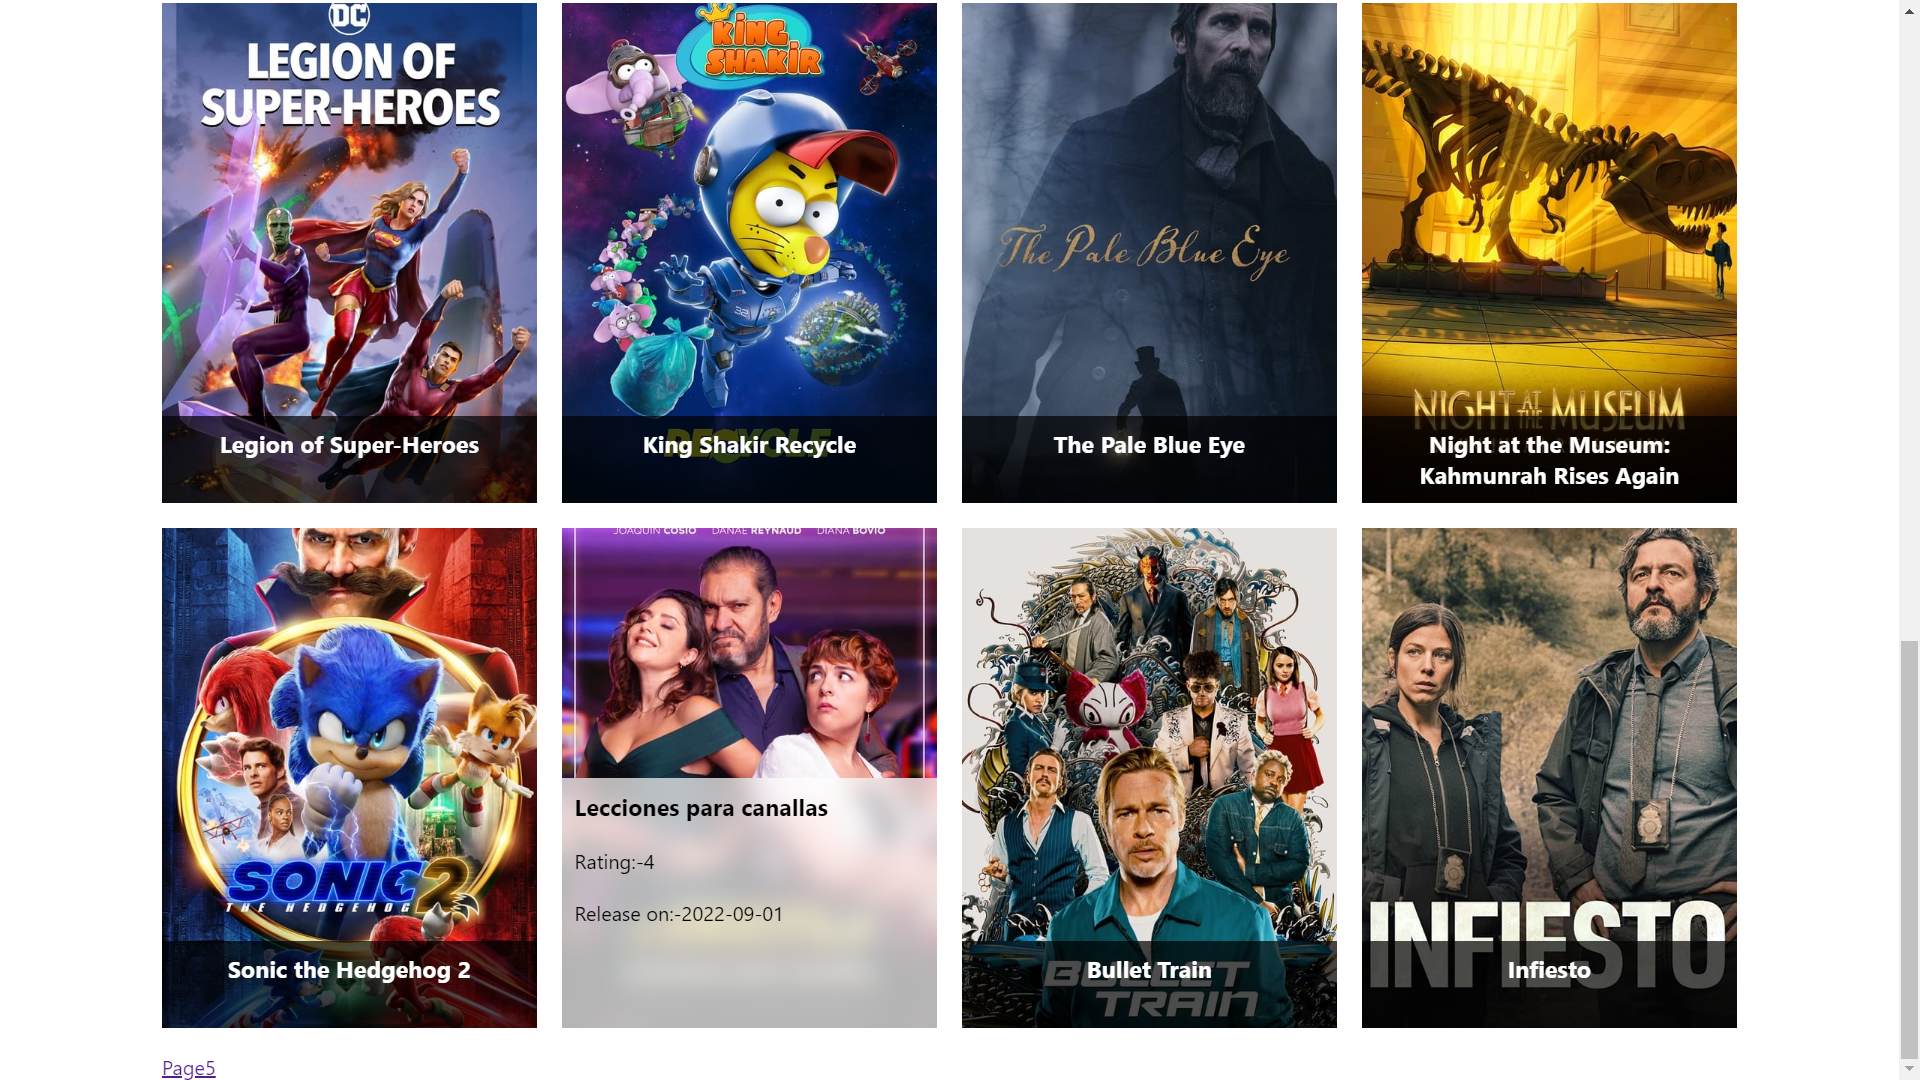 DC
LEGION OF
SUPER-HEROES
Legion of Super-Heroes
KING
SHAKIR
32
RECYCLE
King Shakir Recycle
The Pale Blue Eye
The Pale Blue Eye
NIGHT AT THE MUSEUM
Night at the Museum:
Kahmunrah Rises Again
SONIC 2
THE HEDGEHOG
Sonic the Hedgehog 2
JOAQUÍN COSIO DANAE REYNAUD DIANA BOVIO
Lecciones para canallas
Rating:-4
Release on:-2022-09-01
BULLET
TRAIN
Bullet Train
INFIESTO
Infiesto
Page5